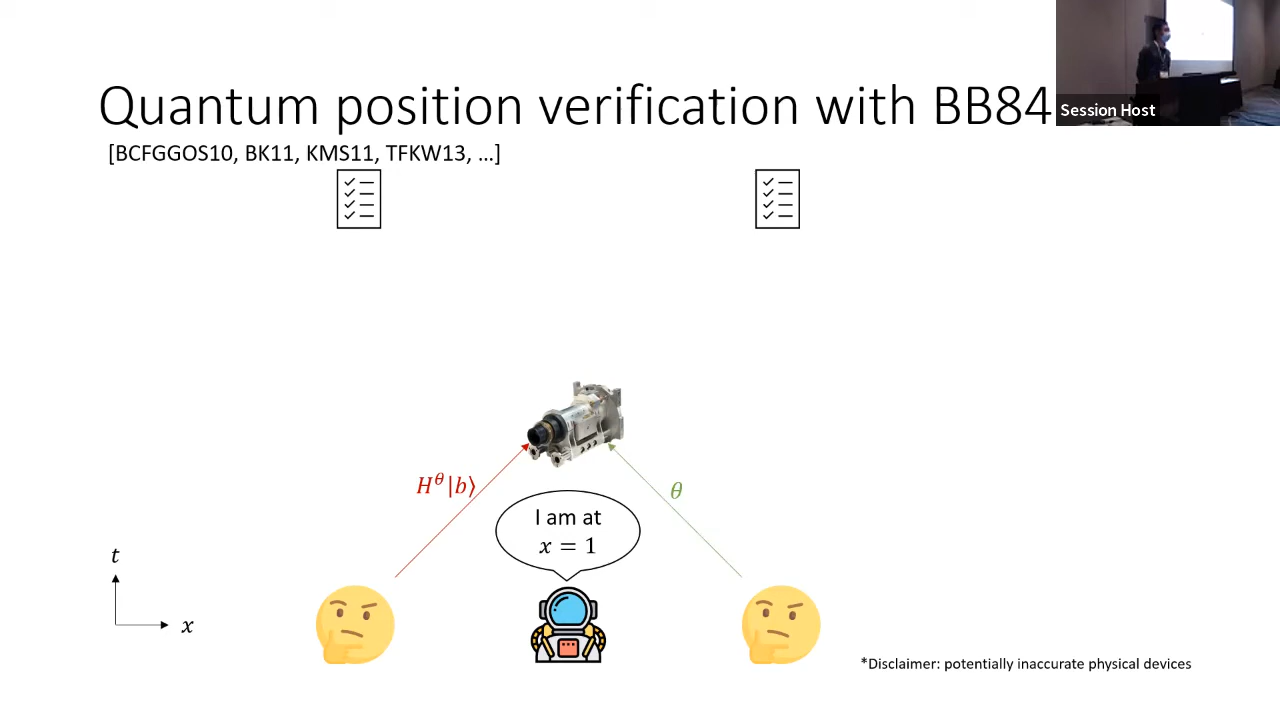 Quantum position verification with BB84
Session Host
[BCFGGOS10, BK11, KMS11, TFKW13, …]
H^θ|b⟩
θ
I am at
x = 1
t
x
*Disclaimer: potentially inaccurate physical devices